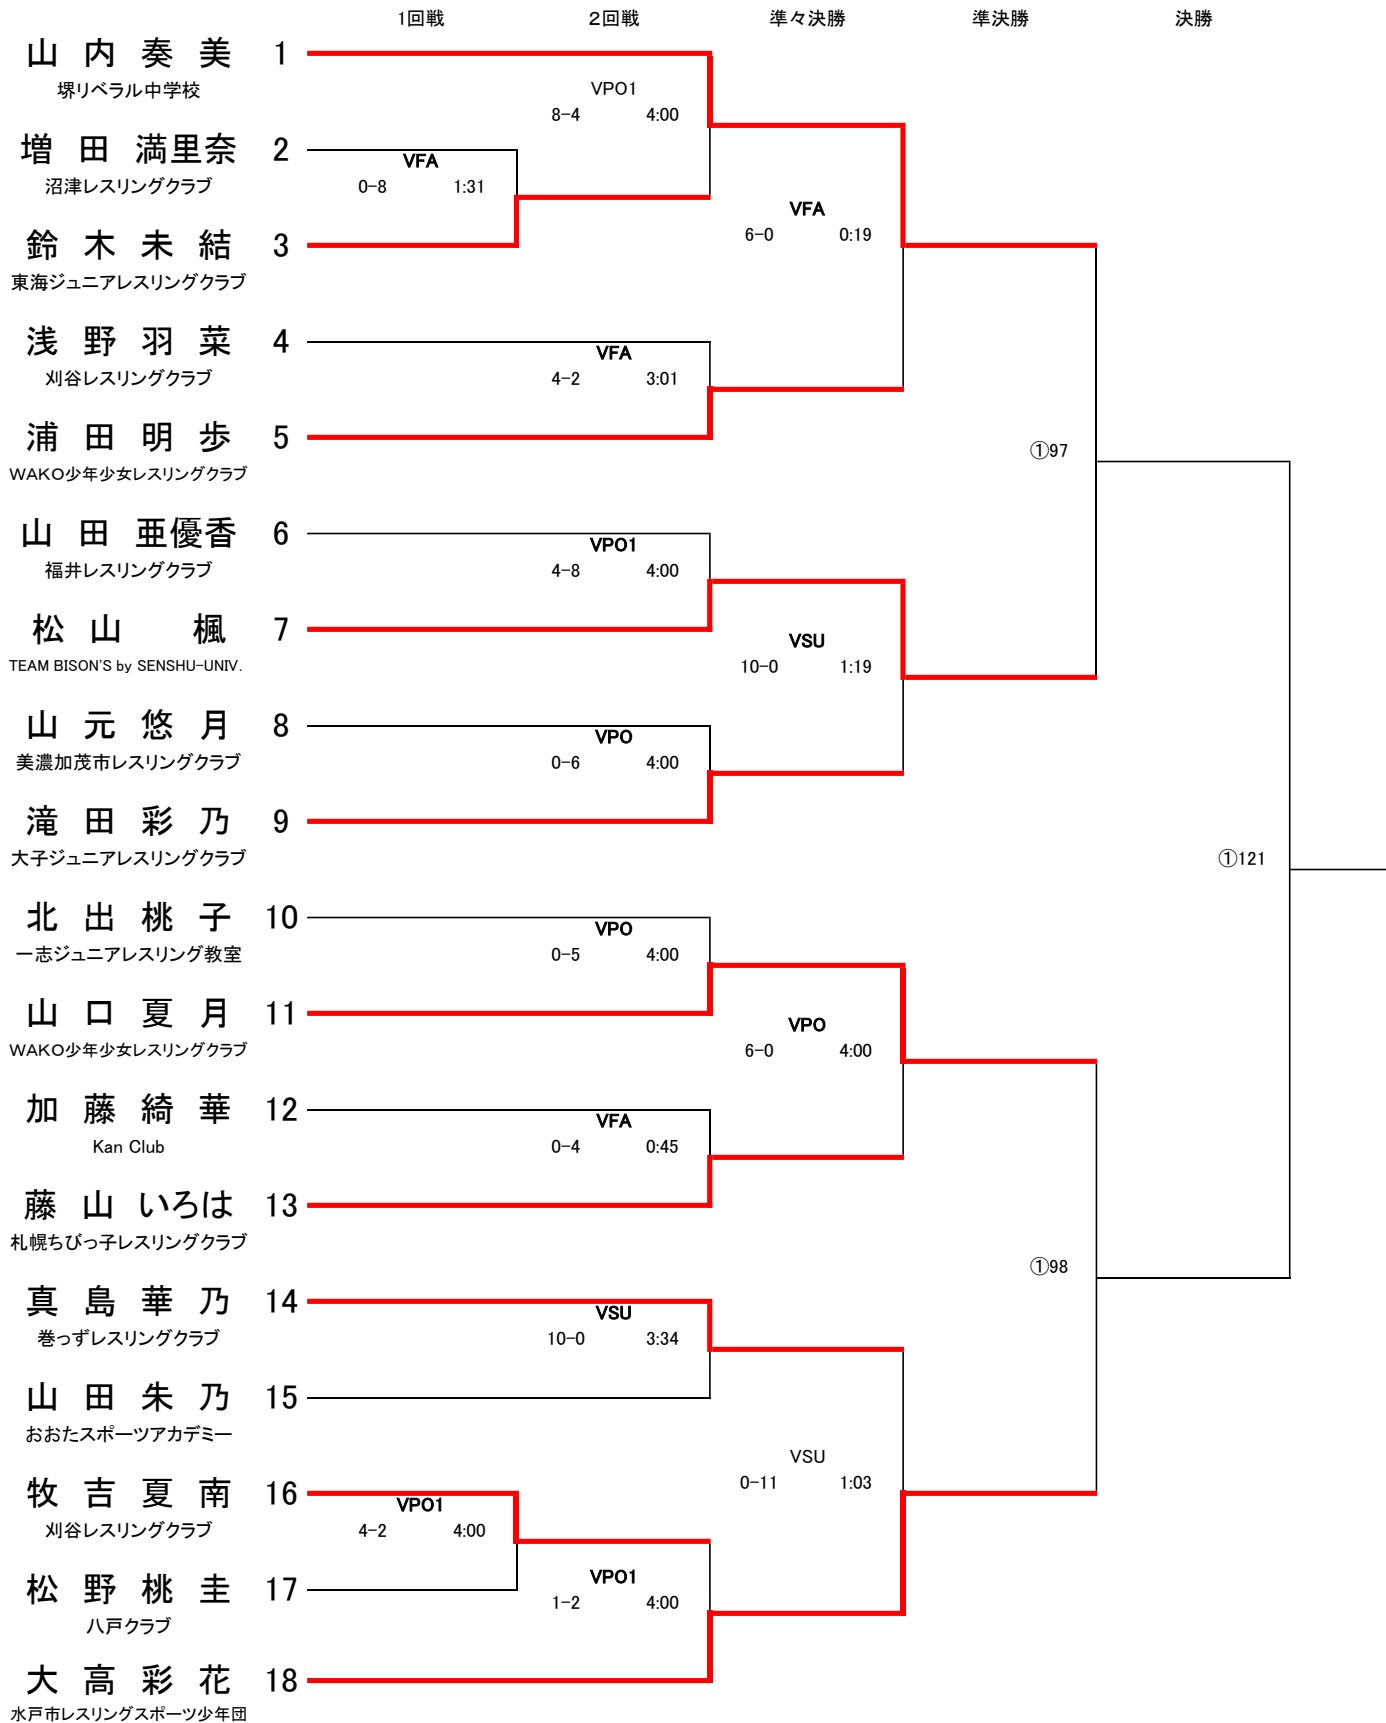 1回戦 2回戦 準々決勝 準決勝 決勝
山内奏美 1
堺リベラル中学校
VPO1
8-4 4:00
増田満里奈 2
沼津レスリングクラブ
VFA
0-8 1:31
鈴木未結 3
東海ジュニアレスリングクラブ
VFA
6-0 0:19
浅野羽菜 4
刈谷レスリングクラブ
VFA
4-2 3:01
浦田明歩 5
WAKO少年少女レスリングクラブ
①97
山田亜優香 6
福井レスリングクラブ
VPO1
4-8 4:00
松山 楓 7
TEAM BISON'S by SENSHU-UNIV.
VSU
10-0 1:19
山元悠月 8
美濃加茂市レスリングクラブ
VPO
0-6 4:00
滝田彩乃 9
大子ジュニアレスリングクラブ
①121
北出桃子 10
一志ジュニアレスリング教室
VPO
0-5 4:00
山口夏月 11
WAKO少年少女レスリングクラブ
VPO
6-0 4:00
加藤綺華 12
Kan Club
VFA
0-4 0:45
藤山いろは 13
札幌ちびっ子レスリングクラブ
①98
真島華乃 14
巻っずレスリングクラブ
VSU
10-0 3:34
山田朱乃 15
おおたスポーツアカデミー
VSU
0-11 1:03
牧吉夏南 16
刈谷レスリングクラブ
VPO1
4-2 4:00
松野桃圭 17
八戸クラブ
VPO1
1-2 4:00
大高彩花 18
水戸市レスリングスポーツ少年団